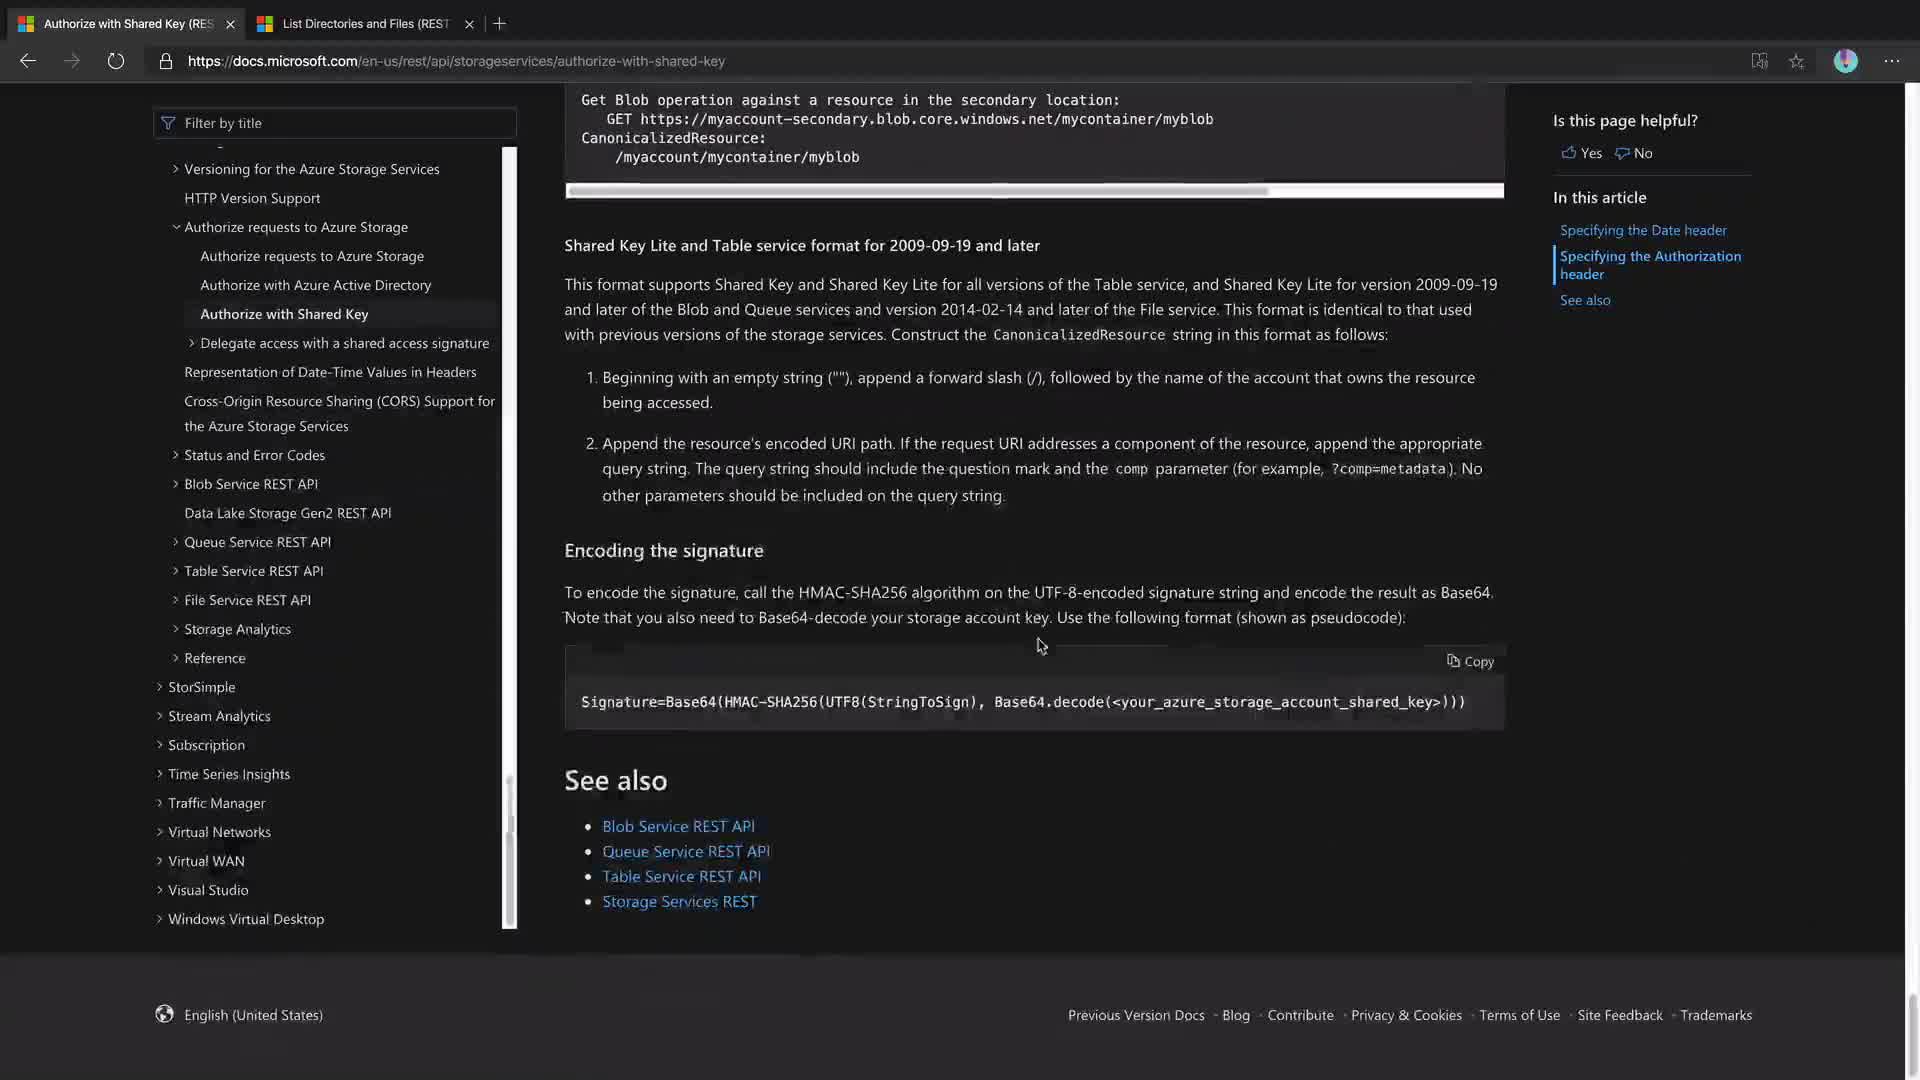 Authorize with Shared Key (RES
List Directories and Files (REST
https://docs.microsoft.com/en-us/rest/api/storageservices/authorize-with-shared-key
Filter by title
Versioning for the Azure Storage Services
HTTP Version Support
Authorize requests to Azure Storage
Authorize requests to Azure Storage
Authorize with Azure Active Directory
Authorize with Shared Key
Delegate access with a shared access signature
Representation of Date-Time Values in Headers
Cross-Origin Resource Sharing (CORS) Support for
the Azure Storage Services
Status and Error Codes
Blob Service REST API
Data Lake Storage Gen2 REST API
Queue Service REST API
Table Service REST API
File Service REST API
Storage Analytics
Reference
StorSimple
Stream Analytics
Subscription
Time Series Insights
Traffic Manager
Virtual Networks
Virtual WAN
Visual Studio
Windows Virtual Desktop
Get Blob operation against a resource in the secondary location:
GET https://myaccount-secondary.blob.core.windows.net/mycontainer/myblob
CanonicalizedResource:
/myaccount/mycontainer/myblob
Shared Key Lite and Table service format for 2009-09-19 and later
This format supports Shared Key and Shared Key Lite for all versions of the Table service, and Shared Key Lite for version 2009-09-19
and later of the Blob and Queue services and version 2014-02-14 and later of the File service. This format is identical to that used
with previous versions of the storage services. Construct the CanonicalizedResource string in this format as follows:
1. Beginning with an empty string (""), append a forward slash (/), followed by the name of the account that owns the resource
being accessed.
2. Append the resource's encoded URI path. If the request URI addresses a component of the resource, append the appropriate
query string. The query string should include the question mark and the comp parameter (for example, ?comp=metadata). No
other parameters should be included on the query string.
Encoding the signature
To encode the signature, call the HMAC-SHA256 algorithm on the UTF-8-encoded signature string and encode the result as Base64.
Note that you also need to Base64-decode your storage account key. Use the following format (shown as pseudocode):
Copy
Signature=Base64(HMAC-SHA256(UTF8(StringToSign), Base64.decode(<your_azure_storage_account_shared_key>)))
See also
• Blob Service REST API
• Queue Service REST API
• Table Service REST API
• Storage Services REST
Is this page helpful?
Yes No
In this article
Specifying the Date header
Specifying the Authorization
header
See also
English (United States)
Previous Version Docs • Blog • Contribute • Privacy & Cookies • Terms of Use • Site Feedback • Trademarks